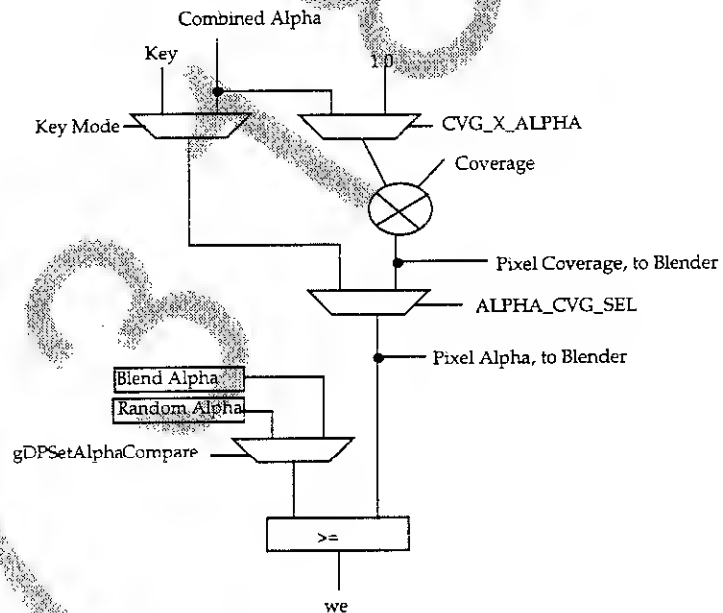 Combined Alpha
Key
1.0
Key Mode
CVG_X_ALPHA
Coverage
Pixel Coverage, to Blender
ALPHA_CVG_SEL
Pixel Alpha, to Blender
Blend Alpha
Random Alpha
gDPSetAlphaCompare
>=
we